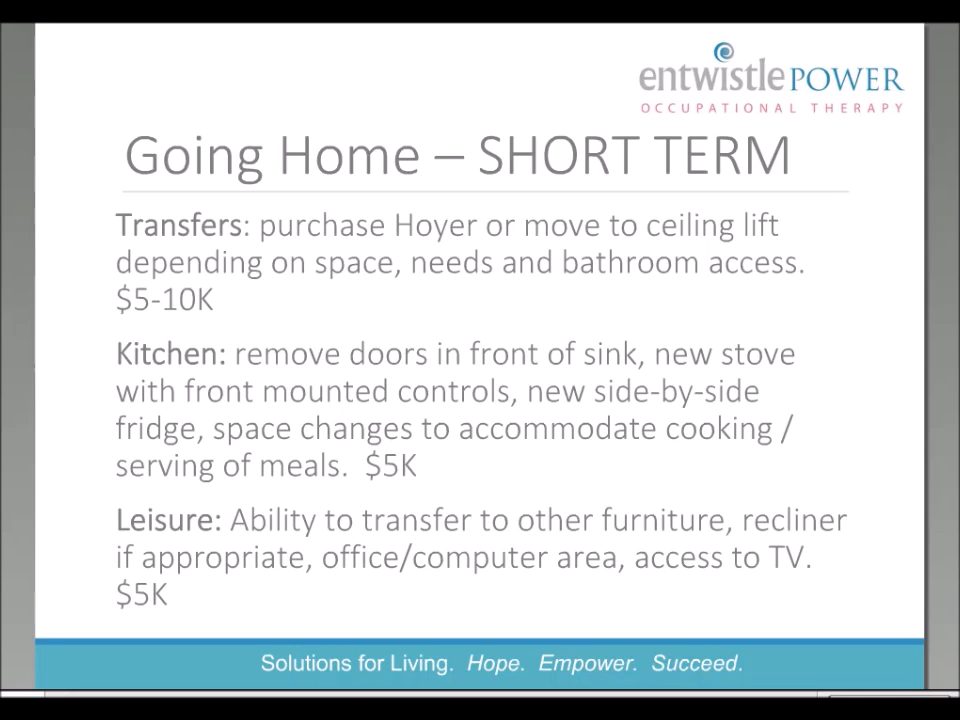 entwistle POWER
OCCUPATIONAL THERAPY
Going Home – SHORT TERM
Transfers: purchase Hoyer or move to ceiling lift
depending on space, needs and bathroom access.
$5-10K
Kitchen: remove doors in front of sink, new stove
with front mounted controls, new side-by-side
fridge, space changes to accommodate cooking /
serving of meals.  $5K
Leisure: Ability to transfer to other furniture, recliner
if appropriate, office/computer area, access to TV.
$5K
Solutions for Living.  Hope.  Empower.  Succeed.